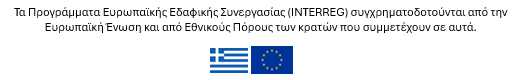 Τα Προγράμματα Ευρωπαϊκής Εδαφικής Συνεργασίας (INTERREG) συγχρηματοδοτούνται από την
Ευρωπαϊκή Ένωση και από Εθνικούς Πόρους των κρατών που συμμετέχουν σε αυτά.